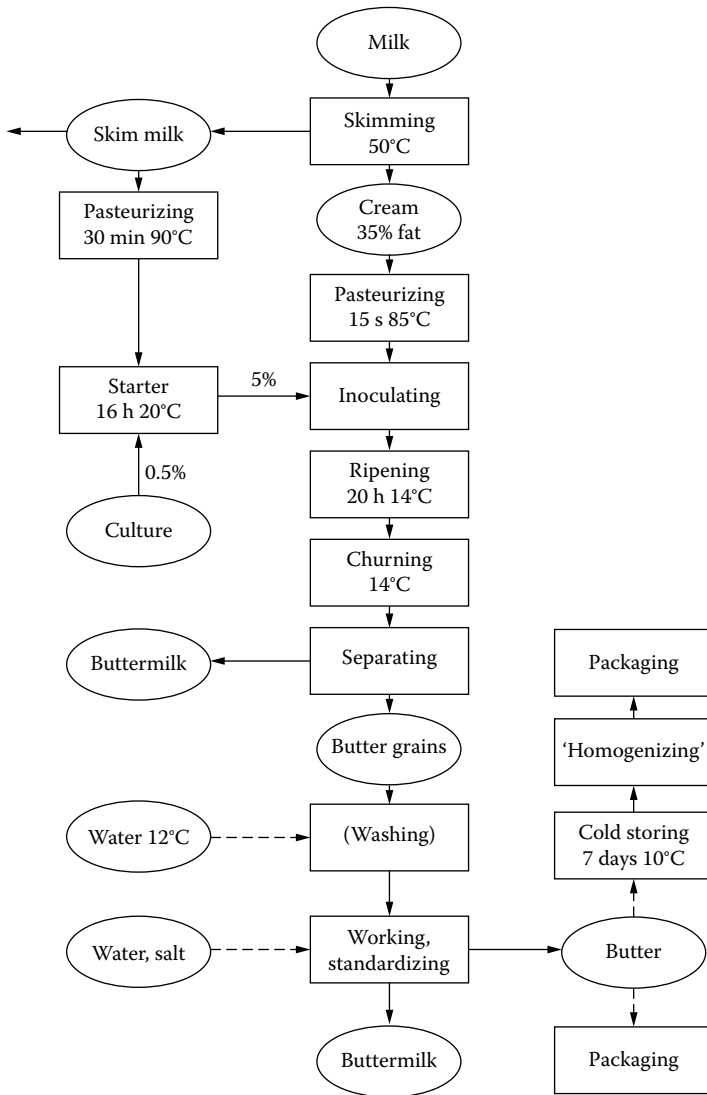 Milk
Skimming
50°C
Skim milk
Pasteurizing
30 min 90°C
Cream
35% fat
Pasteurizing
15 s 85°C
Starter
16 h 20°C
5%
Inoculating
0.5%
Culture
Ripening
20 h 14°C
Churning
14°C
Buttermilk
Separating
Packaging
Butter grains
‘Homogenizing’
Water 12°C
(Washing)
Cold storing
7 days 10°C
Water, salt
Working,
standardizing
Butter
Buttermilk
Packaging